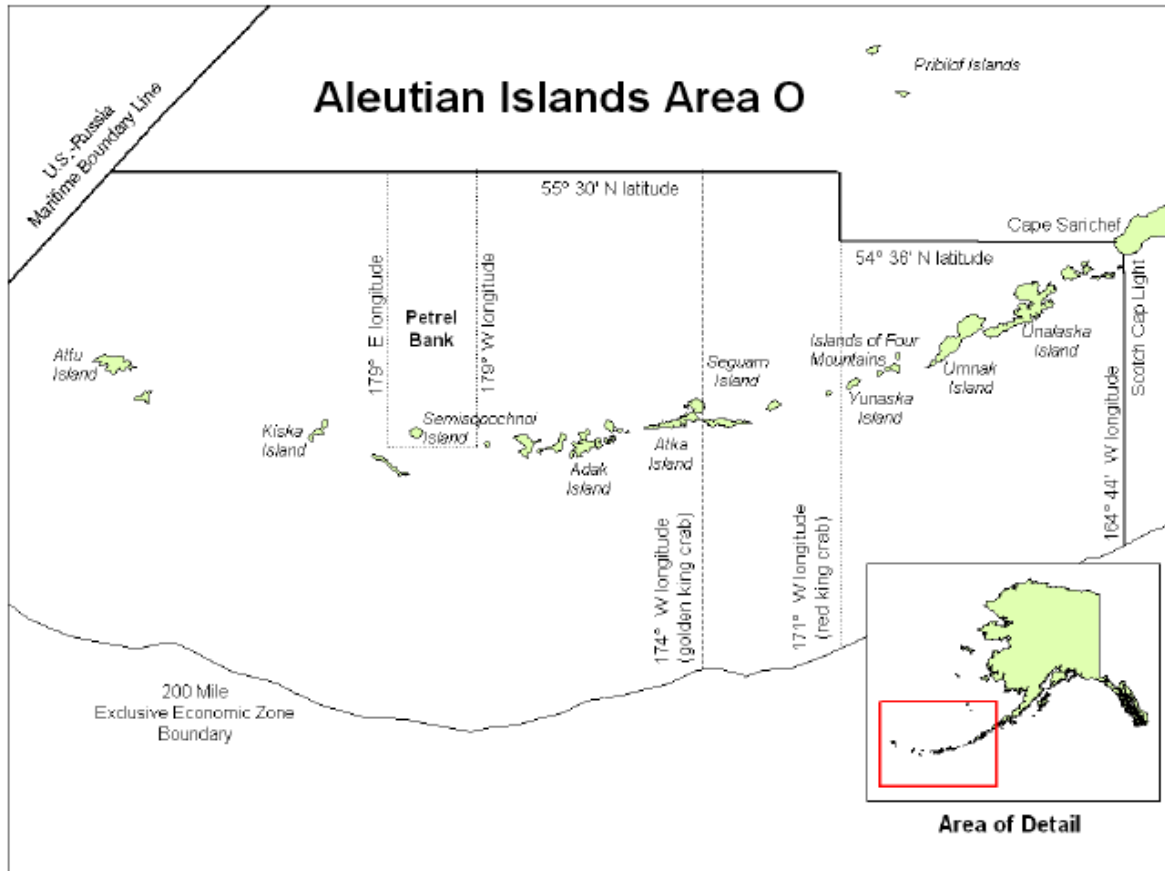 Pribilof Islands
Aleutian Islands Area O
U.S.-Russia
Maritime Boundary Line
55° 30' N latitude
Cape Sarichef
54° 36' N latitude
Scotch Cap Light
164° 44' W longitude
179° E longitude
Petrel
Bank
179° W longitude
Attu
Island
Kiska
Island
Semisopochnoi
Island
Adak
Island
Atka
Island
Seguam
Island
Islands of Four
Mountains
Yunaska
Island
Umnak
Island
Unalaska
Island
174° W longitude
(golden king crab)
171° W longitude
(red king crab)
200 Mile
Exclusive Economic Zone
Boundary
Area of Detail